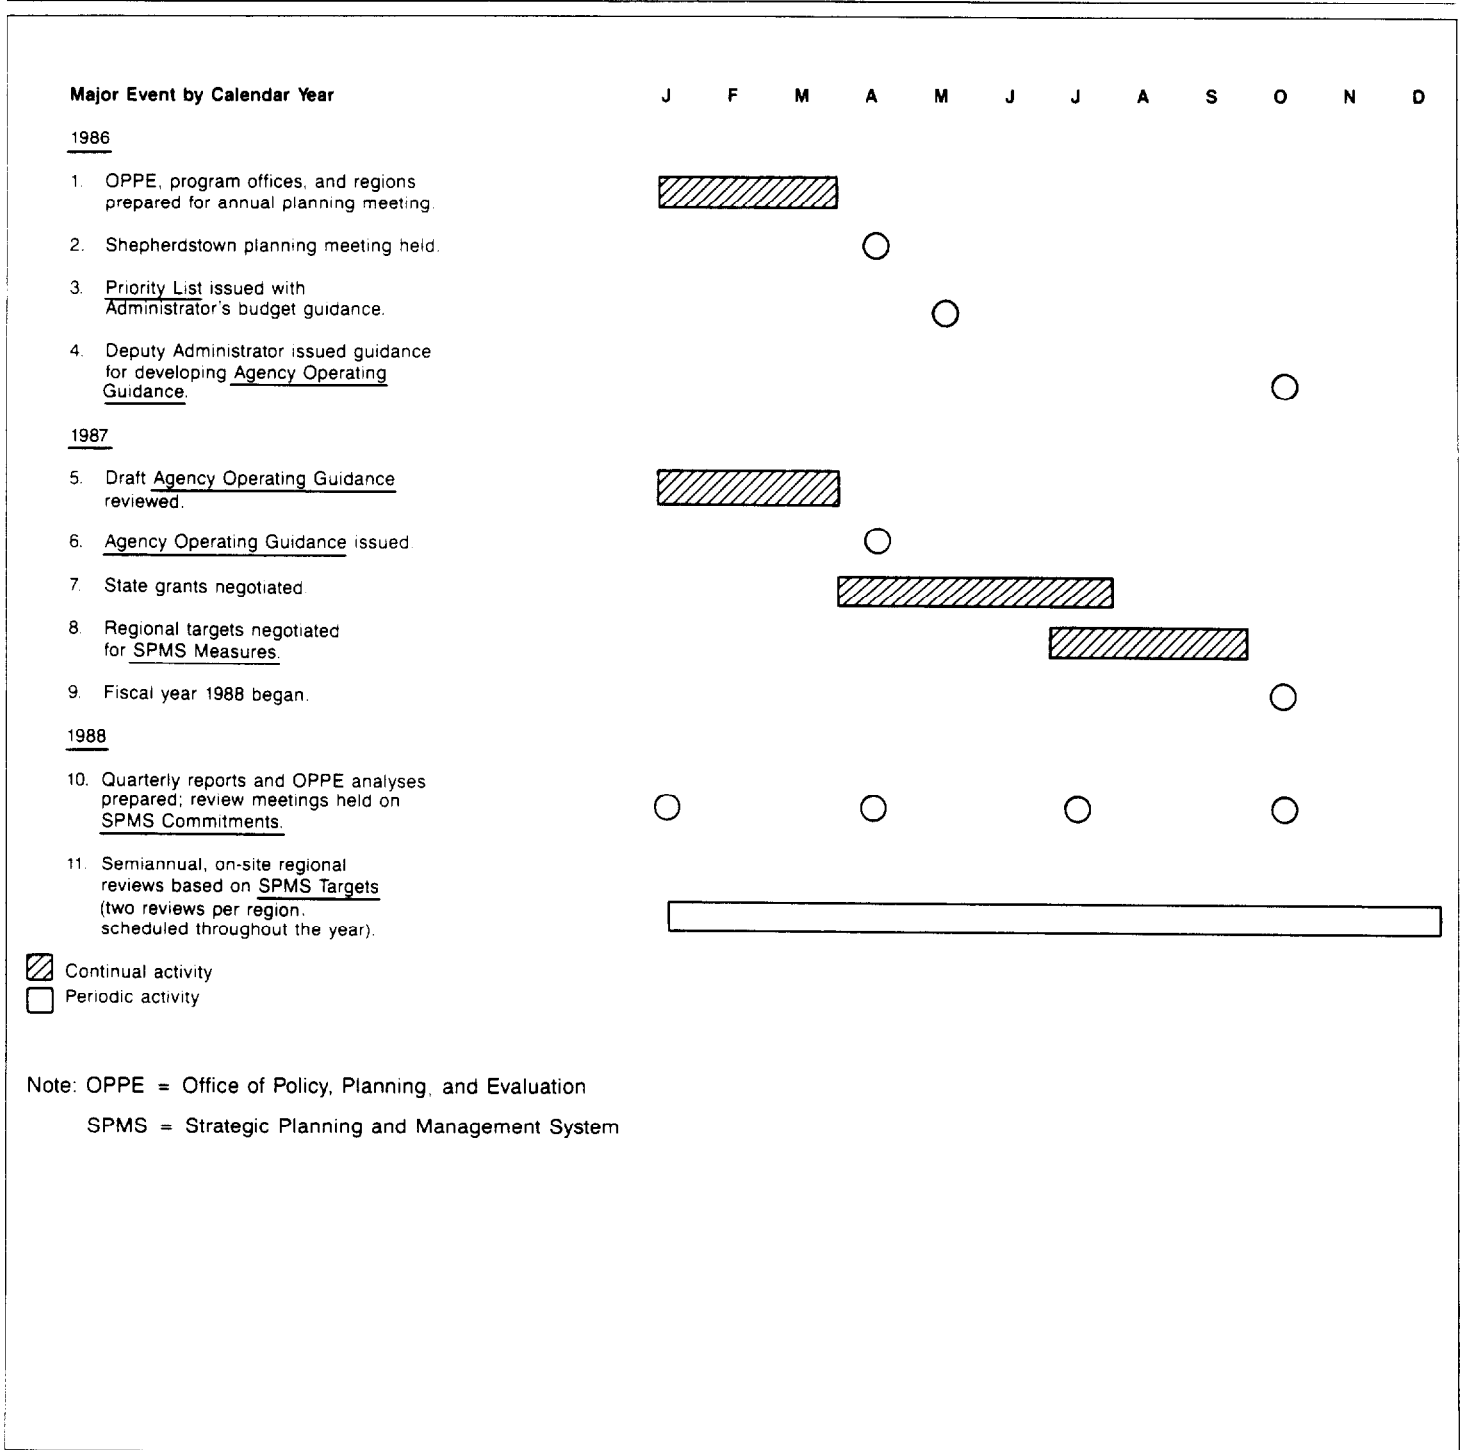 Major Event by Calendar Year J F M A M J J A S O N D
1986
1. OPPE, program offices, and regions
prepared for annual planning meeting.
2. Shepherdstown planning meeting held.
3. Priority List issued with
Administrator's budget guidance.
4. Deputy Administrator issued guidance
for developing Agency Operating
Guidance.
1987
5. Draft Agency Operating Guidance
reviewed.
6. Agency Operating Guidance issued.
7. State grants negotiated.
8. Regional targets negotiated
for SPMS Measures.
9. Fiscal year 1988 began.
1988
10. Quarterly reports and OPPE analyses
prepared; review meetings held on
SPMS Commitments.
11. Semiannual, on-site regional
reviews based on SPMS Targets
(two reviews per region,
scheduled throughout the year).
Continual activity
Periodic activity
Note: OPPE = Office of Policy, Planning, and Evaluation
SPMS = Strategic Planning and Management System